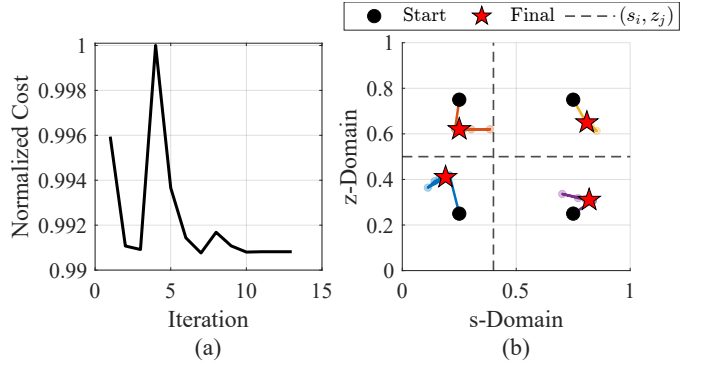 Start Final (s_i, z_j)
1
0.998
0.996
0.994
0.992
0.99
Normalized Cost
0 5 10 15
Iteration
(a)
1
0.8
0.6
0.4
0.2
0
z-Domain
0 0.5 1
s-Domain
(b)